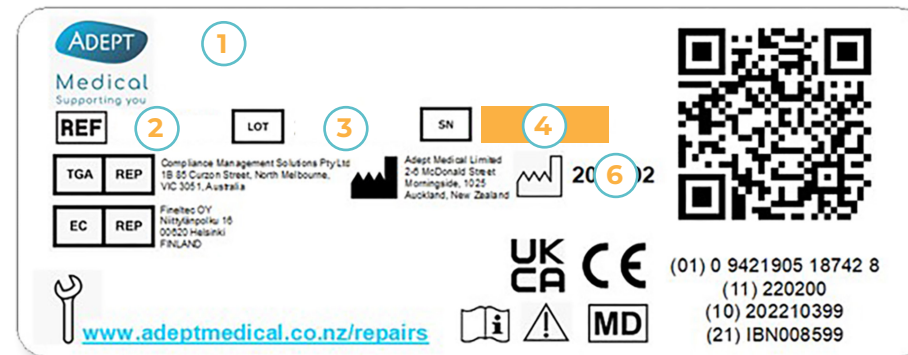 ADEPT
1
Medical
Supporting you
REF 2 LOT 3 SN 4
TGA REP
Compliance Management Solutions Pty Ltd
1B 85 Curzon Street, North Melbourne,
VIC 3051, Australia
Adept Medical Limited
2-6 McDonald Street
Morningside, 1025
Auckland, New Zealand
20 6 02
EC REP
Fineltec OY
Niittylänpolku 16
00620 Helsinki
FINLAND
UK
CA
CE
(01) 0 9421905 18742 8
(11) 220200
(10) 202210399
(21) IBN008599
www.adeptmedical.co.nz/repairs
i ! MD